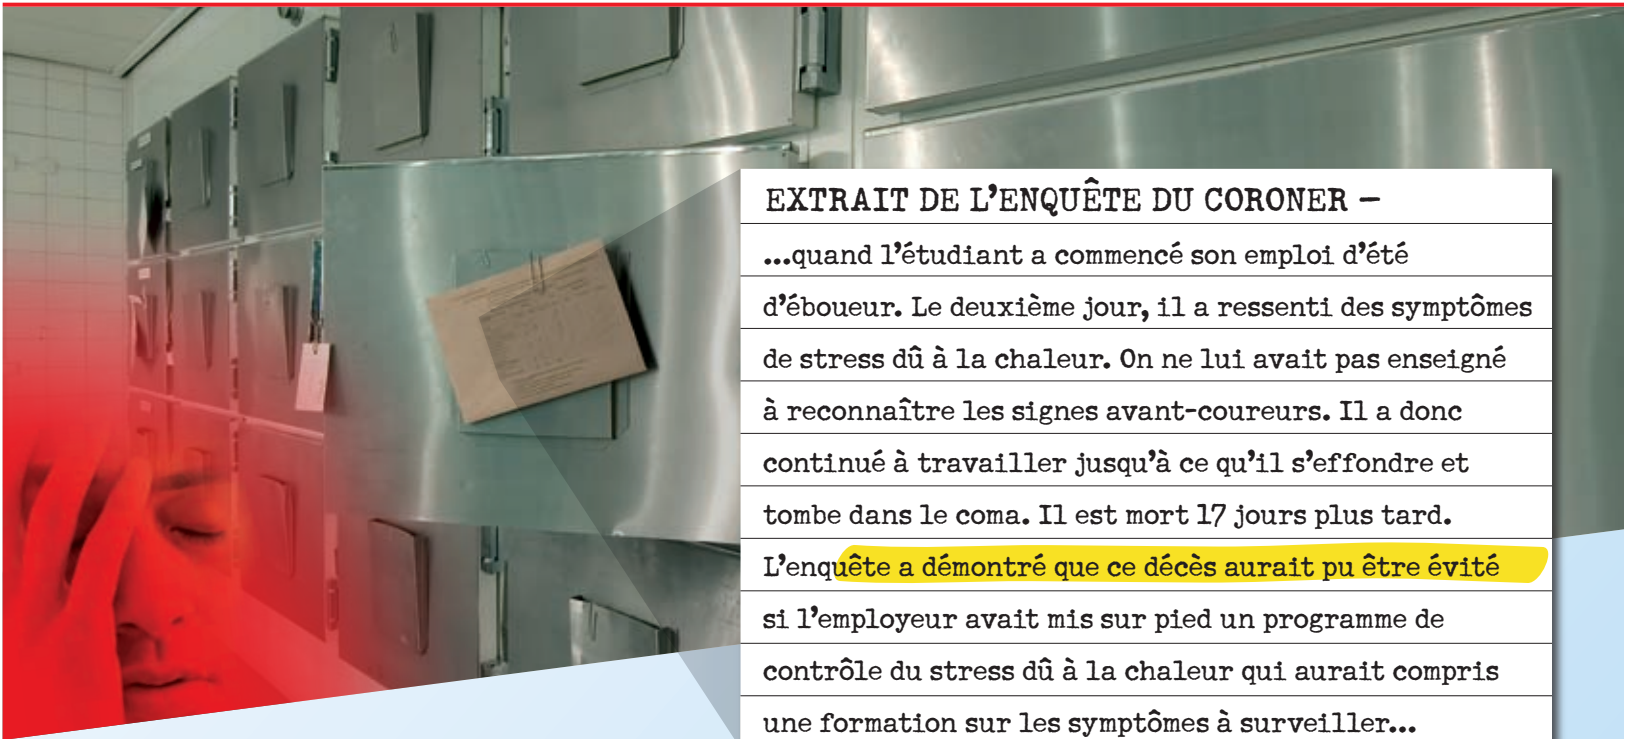 EXTRAIT DE L'ENQUÊTE DU CORONER –
...quand l'étudiant a commencé son emploi d'été
d'éboueur. Le deuxième jour, il a ressenti des symptômes
de stress dû à la chaleur. On ne lui avait pas enseigné
à reconnaître les signes avant-coureurs. Il a donc
continué à travailler jusqu'à ce qu'il s'effondre et
tombe dans le coma. Il est mort 17 jours plus tard.
L'enquête a démontré que ce décès aurait pu être évité
si l'employeur avait mis sur pied un programme de
contrôle du stress dû à la chaleur qui aurait compris
une formation sur les symptômes à surveiller...